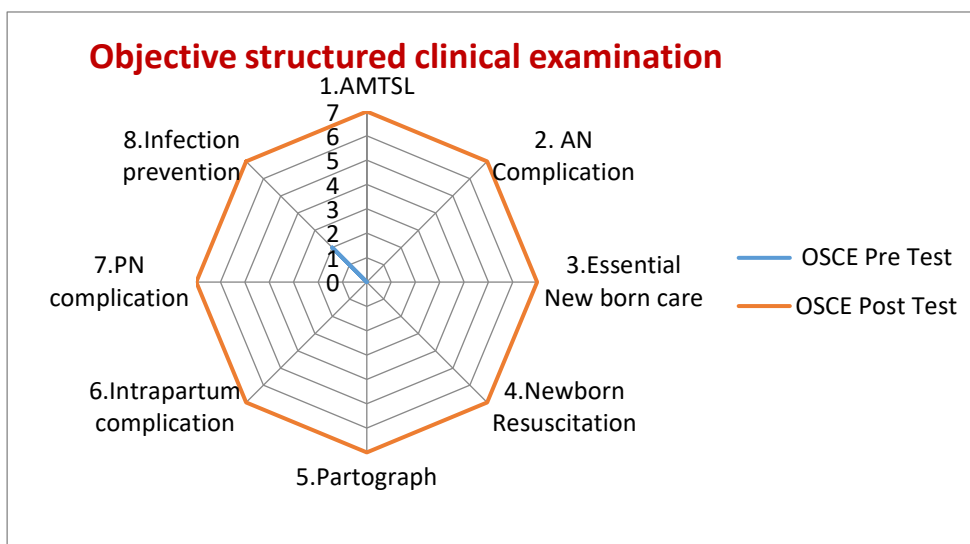 Objective structured clinical examination
1.AMTSL
7
6
5
4
3
2
1
0
2. AN
Complication
3.Essential
New born care
4.Newborn
Resuscitation
5.Partograph
6.Intrapartum
complication
7.PN
complication
8.Infection
prevention
OSCE Pre Test
OSCE Post Test